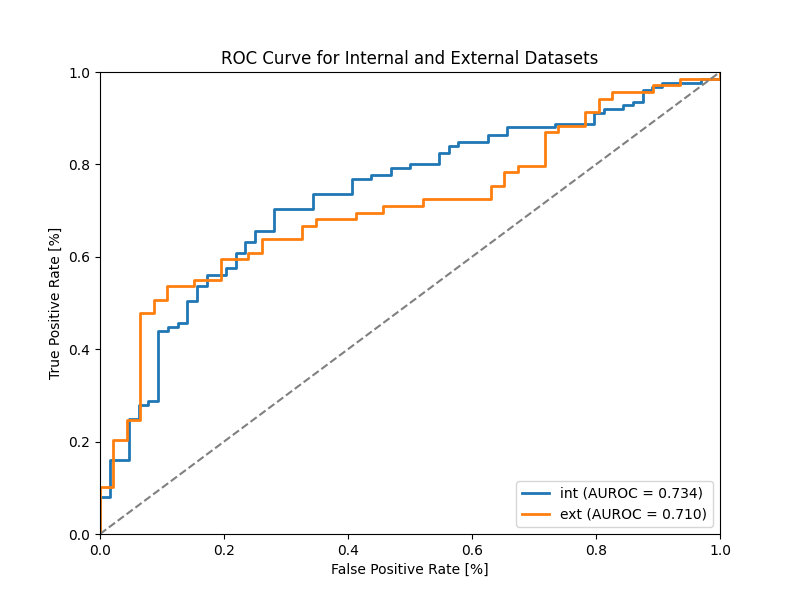 ROC Curve for Internal and External Datasets
True Positive Rate [%]
1.0
0.8
0.6
0.4
0.2
0.0
0.0 0.2 0.4 0.6 0.8 1.0
False Positive Rate [%]
int (AUROC = 0.734)
ext (AUROC = 0.710)